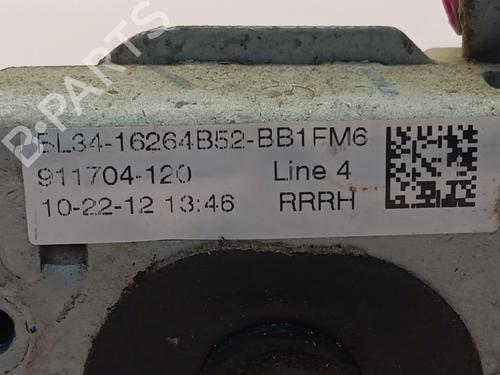 5L34-16264B52-BB1FM6
911704-120 Line 4
10-22-12 13:46 RRRH
B-PARTS